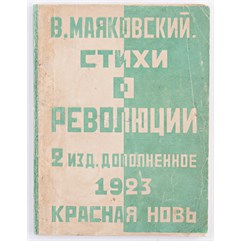 В. МАЯКОВСКИЙ.
СТИХИ
О
РЕВОЛЮЦИИ
2 ИЗД. ДОПОЛНЕННОЕ
1923
КРАСНАЯ НОВЬ